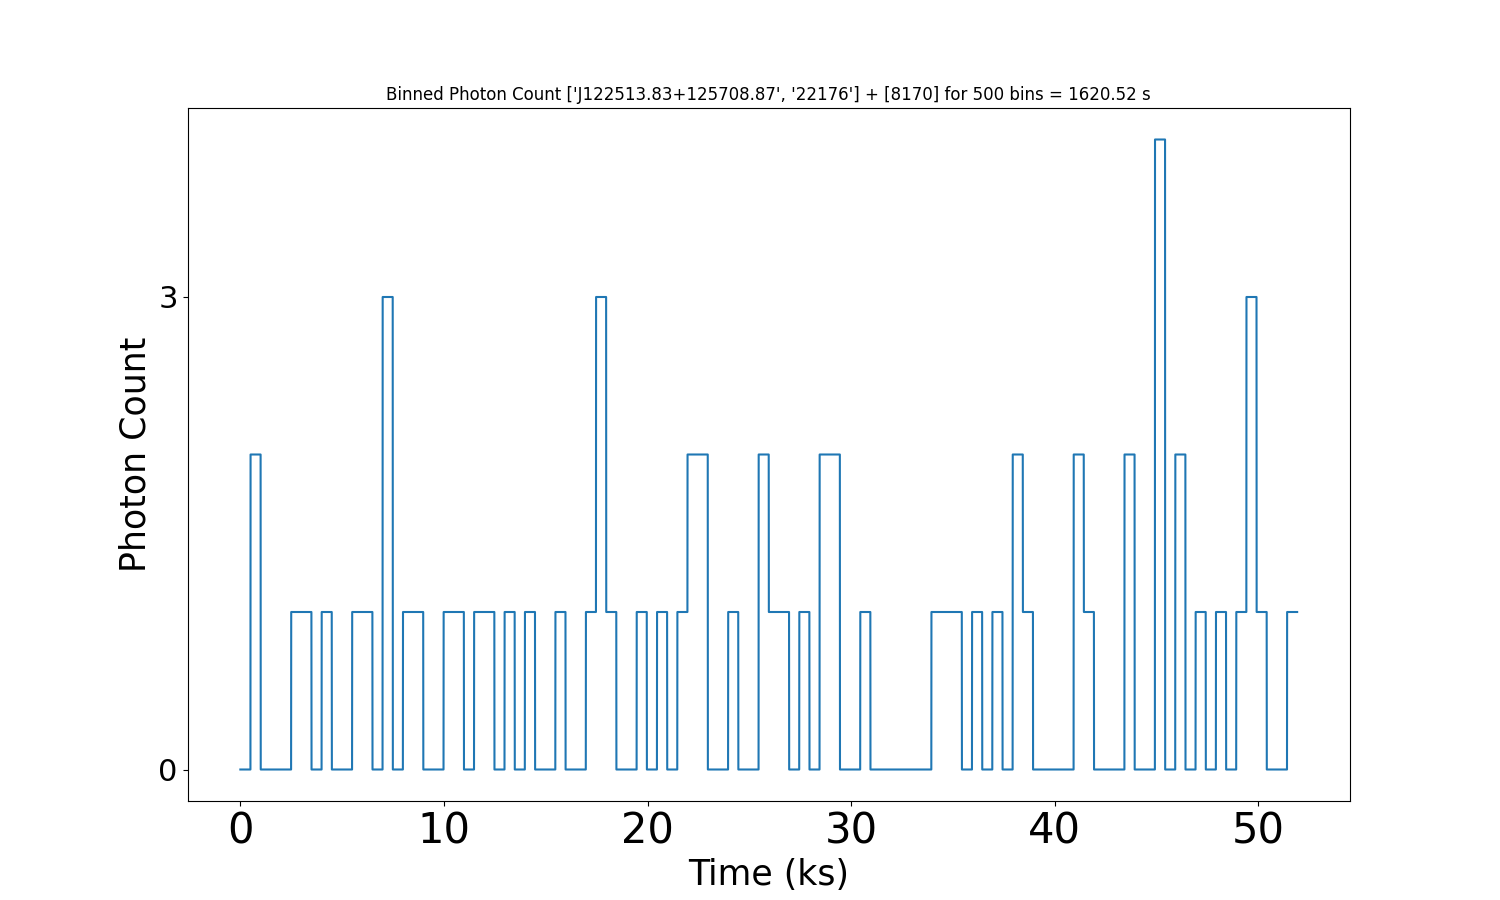 Binned Photon Count ['J122513.83+125708.87', '22176'] + [8170] for 500 bins = 1620.52 s
Photon Count
3
0
0 10 20 30 40 50
Time (ks)